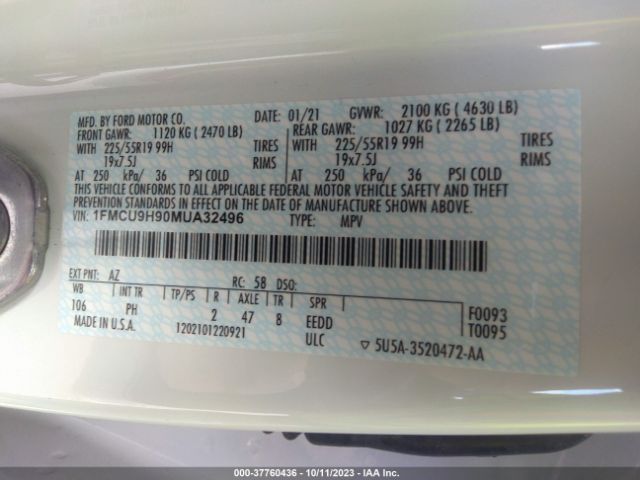 MFD. BY FORD MOTOR CO. DATE: 01/21 GVWR: 2100 KG ( 4630 LB)
FRONT GAWR: 1120 KG ( 2470 LB) REAR GAWR: 1027 KG ( 2265 LB)
WITH 225/55R19 99H TIRES WITH 225/55R19 99H TIRES
19x7.5J RIMS 19x7.5J RIMS
AT 250 kPa/ 36 PSI COLD AT 250 kPa/ 36 PSI COLD
THIS VEHICLE CONFORMS TO ALL APPLICABLE FEDERAL MOTOR VEHICLE SAFETY AND THEFT
PREVENTION STANDARDS IN EFFECT ON THE DATE OF MANUFACTURE SHOWN ABOVE.
VIN: 1FMCU9H90MUA32496 TYPE: MPV
EXT PNT: AZ RC: 58 DSO:
WB INT TR TP/PS R AXLE TR SPR
106 PH 2 47 8 EEDD F0093
T0095
MADE IN U.S.A. 1202101220921 ULC ▽ 5U5A-3520472-AA
000-37760436 - 10/11/2023 - IAA Inc.